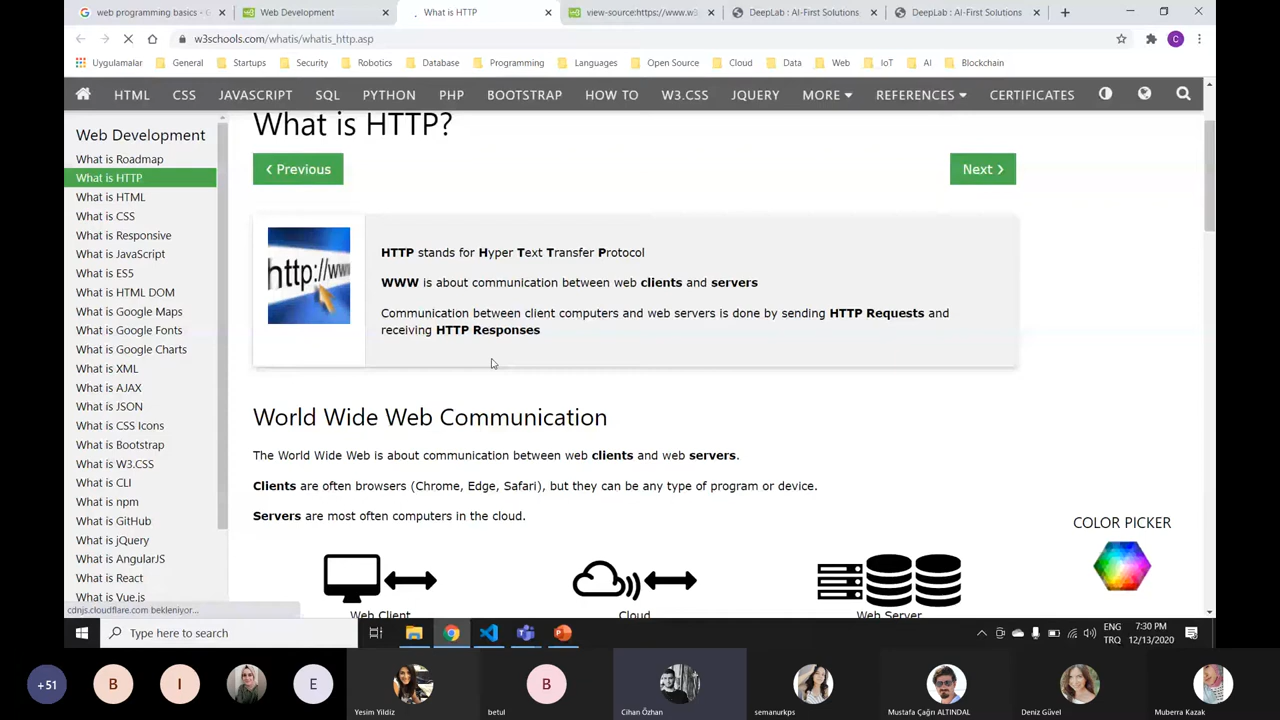 web programming basics - G
Web Development
What is HTTP
view-source:https://www.w3
DeepLab : AI-First Solutions
DeepLab : AI-First Solutions
w3schools.com/whatis/whatis_http.asp
Uygulamalar
General
Startups
Security
Robotics
Database
Programming
Languages
Open Source
Cloud
Data
Web
IoT
AI
Blockchain
HTML
CSS
JAVASCRIPT
SQL
PYTHON
PHP
BOOTSTRAP
HOW TO
W3.CSS
JQUERY
MORE
REFERENCES
CERTIFICATES
Web Development
What is Roadmap
What is HTTP
What is HTML
What is CSS
What is Responsive
What is JavaScript
What is ES5
What is HTML DOM
What is Google Maps
What is Google Fonts
What is Google Charts
What is XML
What is AJAX
What is JSON
What is CSS Icons
What is Bootstrap
What is W3.CSS
What is CLI
What is npm
What is GitHub
What is jQuery
What is AngularJS
What is React
What is Vue.js
cdnjs.cloudflare.com bekleniyor...
What is HTTP?
❮ Previous
Next ❯
http://www
HTTP stands for Hyper Text Transfer Protocol
WWW is about communication between web clients and servers
Communication between client computers and web servers is done by sending HTTP Requests and
receiving HTTP Responses
World Wide Web Communication
The World Wide Web is about communication between web clients and web servers.
Clients are often browsers (Chrome, Edge, Safari), but they can be any type of program or device.
Servers are most often computers in the cloud.
Web Client
Cloud
Web Server
COLOR PICKER
Type here to search
ENG
TRQ
7:30 PM
12/13/2020
+51
B
I
E
B
Yesim Yildiz
betul
Cihan Özhan
semanurkps
Mustafa Çağrı ALTINDAL
Deniz Güvel
Muberra Kazak